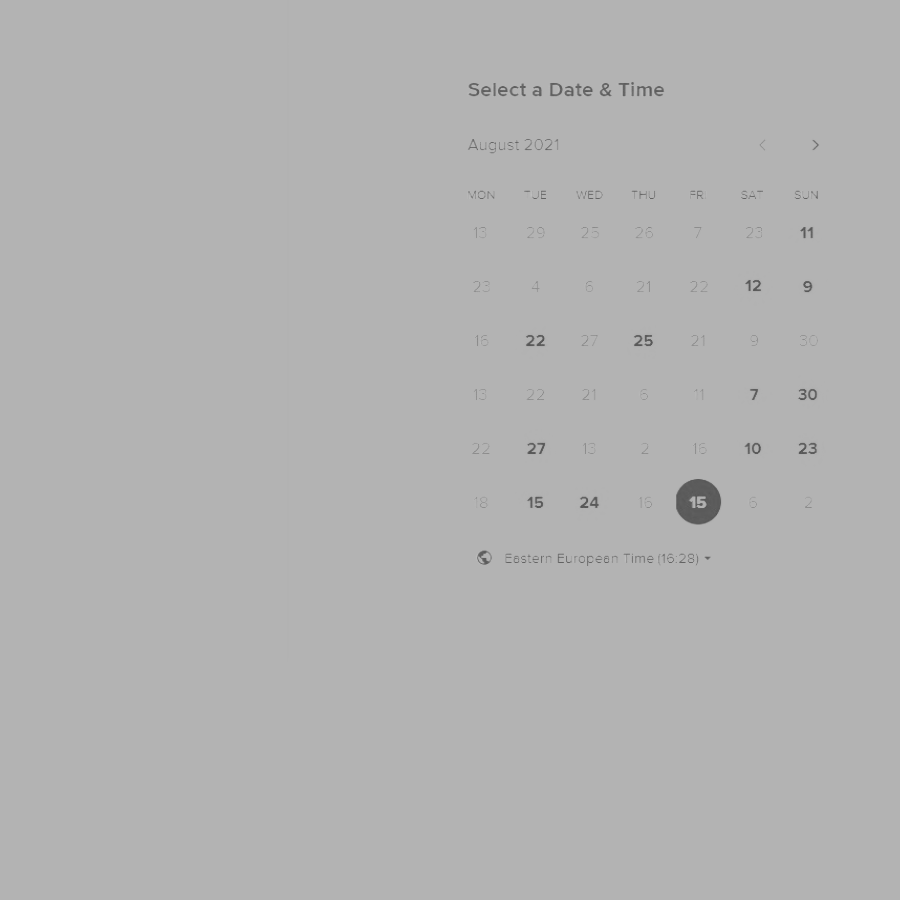 Select a Date & Time
August 2021
MON TUE WED THU FRI SAT SUN
13 29 25 26 7 23 11
23 4 6 21 22 12 9
16 22 27 25 21 9 30
13 22 21 6 11 7 30
22 27 13 2 16 10 23
18 15 24 16 15 6 2
Eastern European Time (16:28)